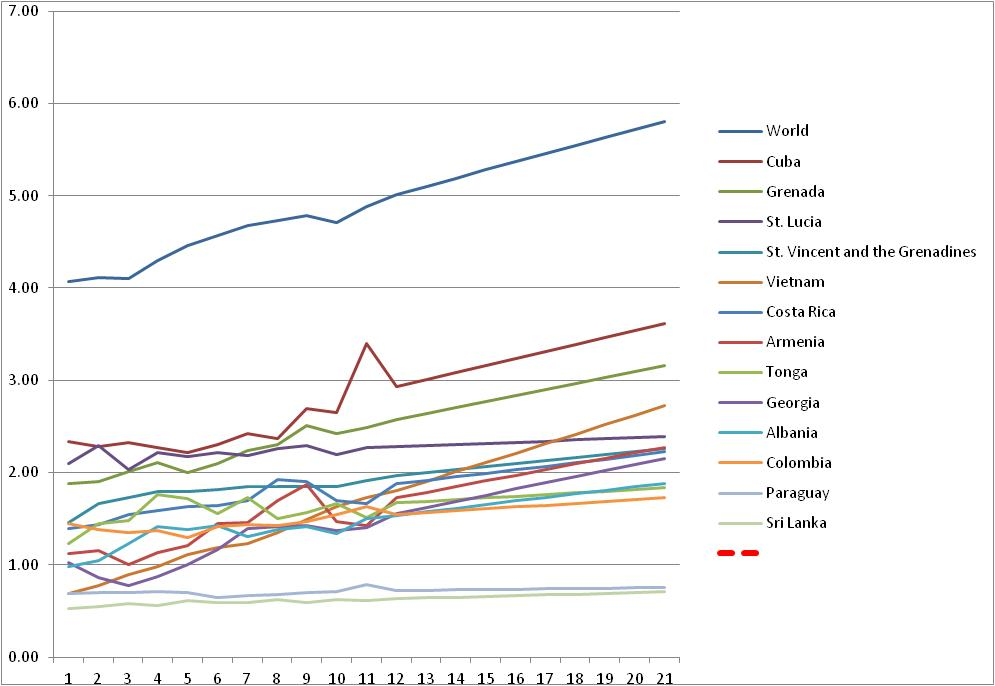 7.00
6.00
5.00
4.00
3.00
2.00
1.00
0.00
1 2 3 4 5 6 7 8 9 10 11 12 13 14 15 16 17 18 19 20 21
World
Cuba
Grenada
St. Lucia
St. Vincent and the Grenadines
Vietnam
Costa Rica
Armenia
Tonga
Georgia
Albania
Colombia
Paraguay
Sri Lanka